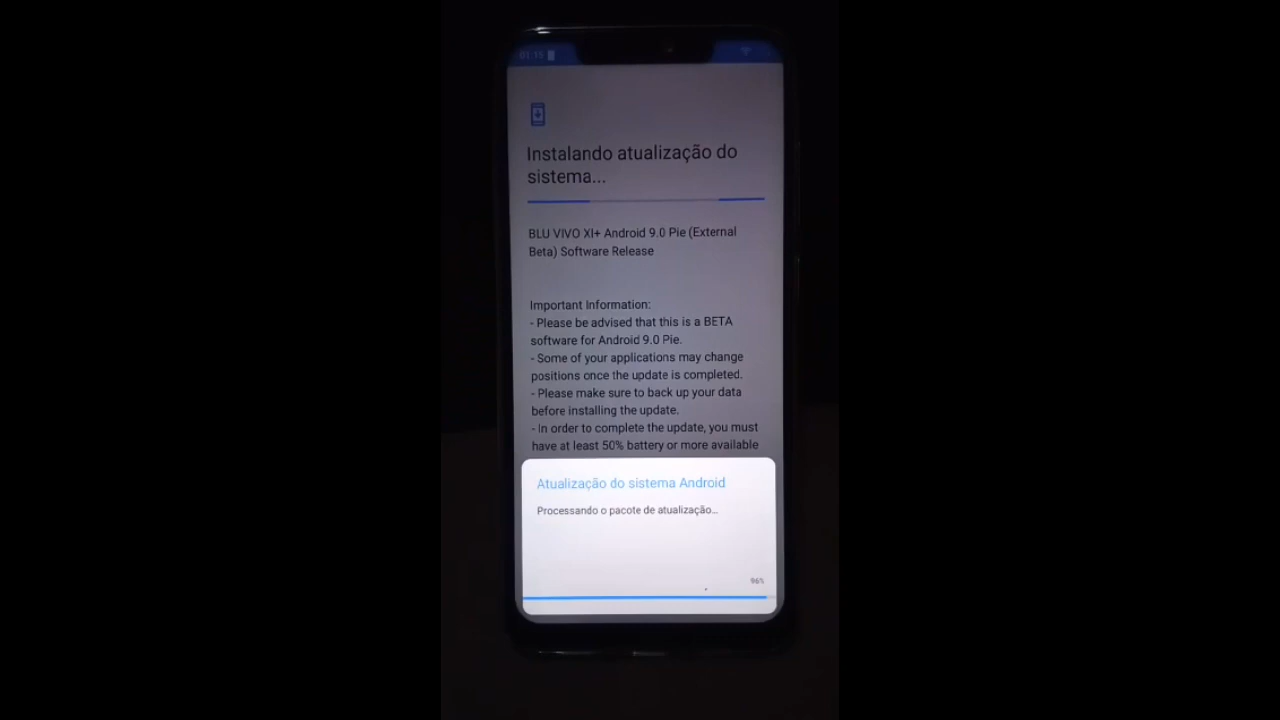 01:15
Instalando atualização do
sistema...
BLU VIVO XI+ Android 9.0 Pie (External
Beta) Software Release
Important Information:
- Please be advised that this is a BETA
software for Android 9.0 Pie.
- Some of your applications may change
positions once the update is completed.
- Please make sure to back up your data
before installing the update.
- In order to complete the update, you must
have at least 50% battery or more available
Atualização do sistema Android
Processando o pacote de atualização...
96%